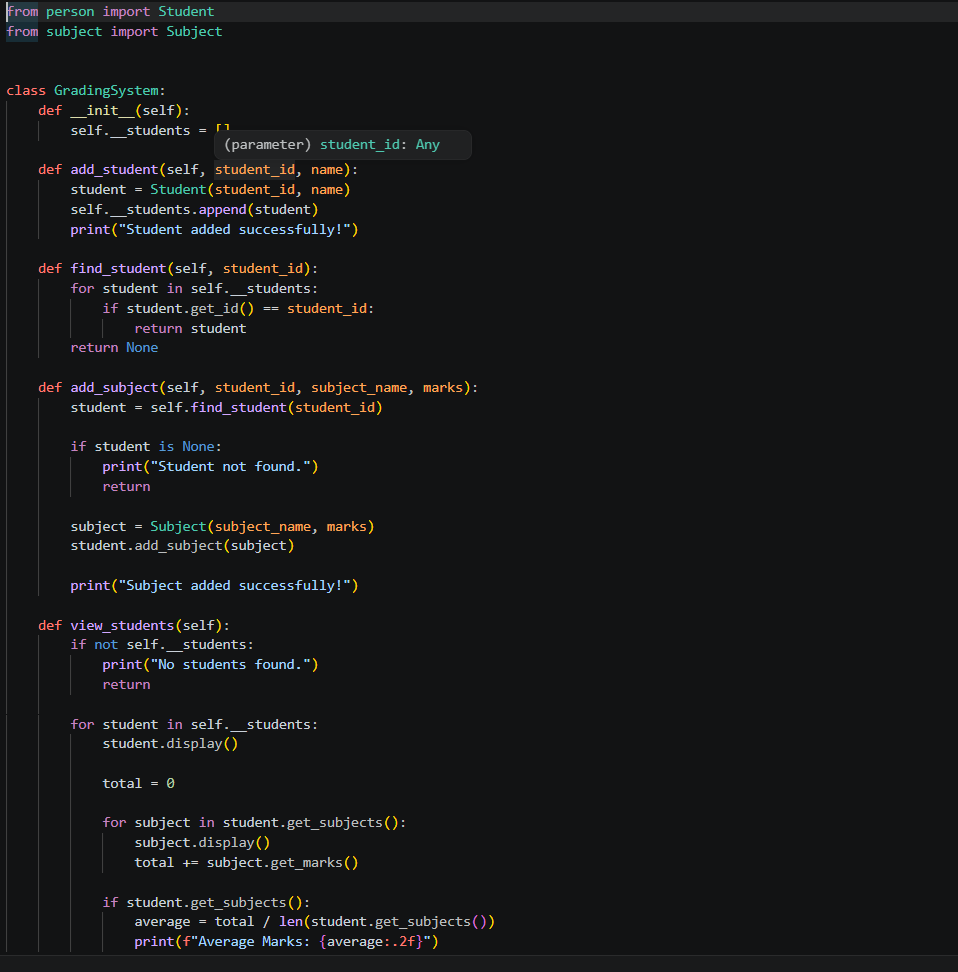 from person import Student
from subject import Subject
class GradingSystem:
    def __init__(self):
        self.__students = []
(parameter) student_id: Any
    def add_student(self, student_id, name):
        student = Student(student_id, name)
        self.__students.append(student)
        print("Student added successfully!")
    def find_student(self, student_id):
        for student in self.__students:
            if student.get_id() == student_id:
                return student
        return None
    def add_subject(self, student_id, subject_name, marks):
        student = self.find_student(student_id)
        if student is None:
            print("Student not found.")
            return
        subject = Subject(subject_name, marks)
        student.add_subject(subject)
        print("Subject added successfully!")
    def view_students(self):
        if not self.__students:
            print("No students found.")
            return
        for student in self.__students:
            student.display()
            total = 0
            for subject in student.get_subjects():
                subject.display()
                total += subject.get_marks()
            if student.get_subjects():
                average = total / len(student.get_subjects())
                print(f"Average Marks: {average:.2f}")